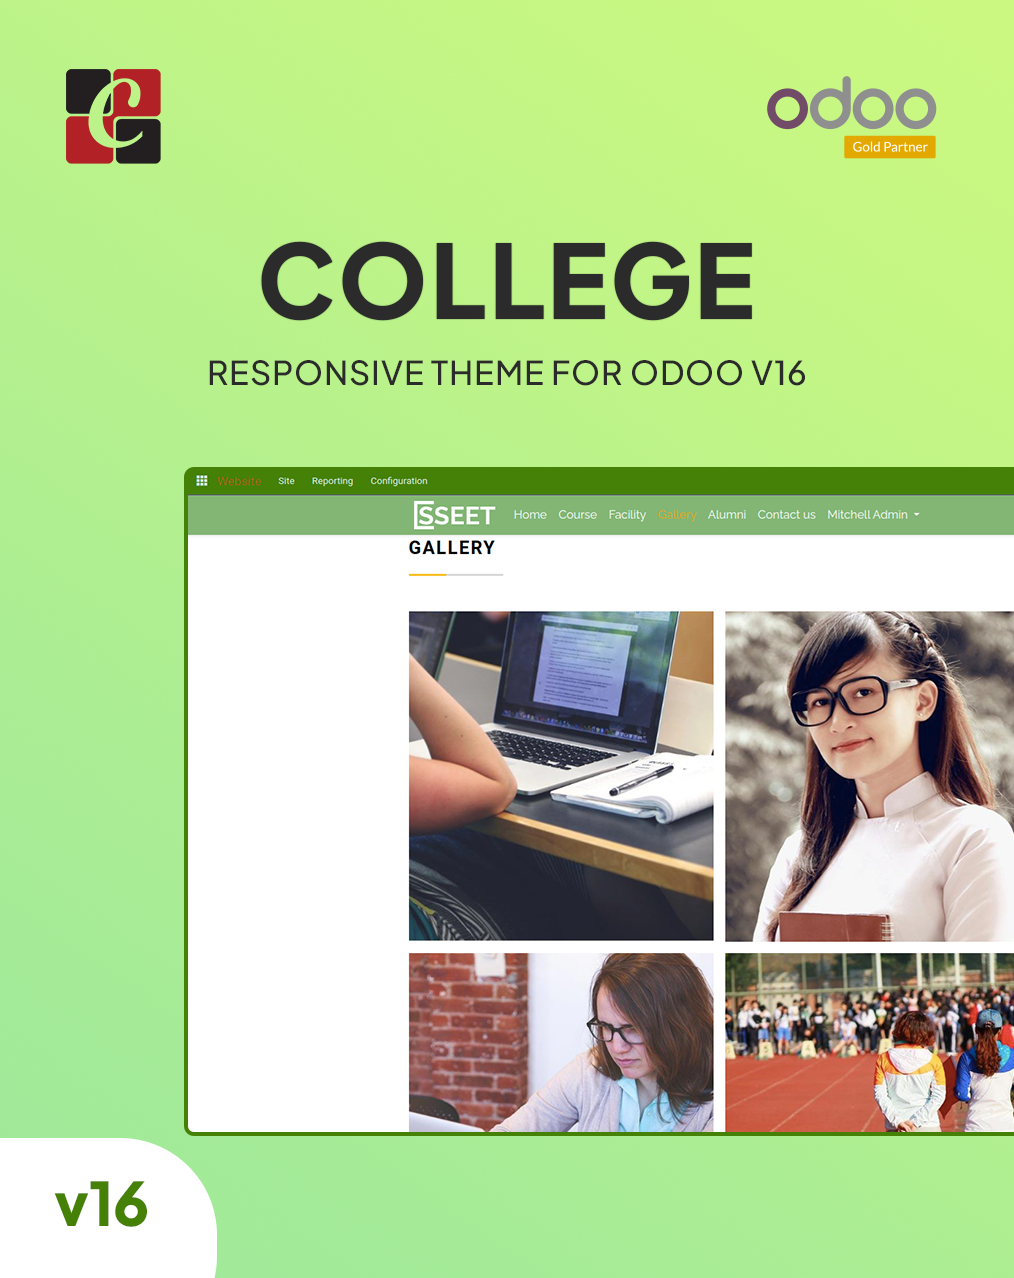 C
odoo
Gold Partner
COLLEGE
RESPONSIVE THEME FOR ODOO V16
Website Site Reporting Configuration
SSEET Home Course Facility Gallery Alumni Contact us Mitchell Admin
GALLERY
v16